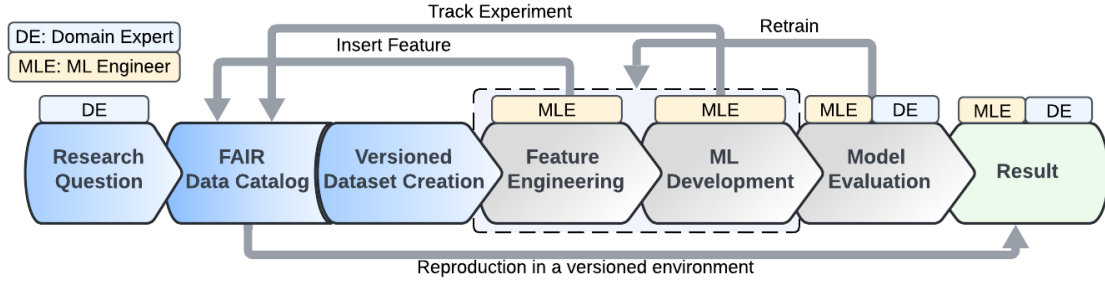 Track Experiment
DE: Domain Expert
Insert Feature
Retrain
MLE: ML Engineer
DE
MLE
MLE
MLE
DE
MLE
DE
Research
Question
FAIR
Data Catalog
Versioned
Dataset Creation
Feature
Engineering
ML
Development
Model
Evaluation
Result
Reproduction in a versioned environment